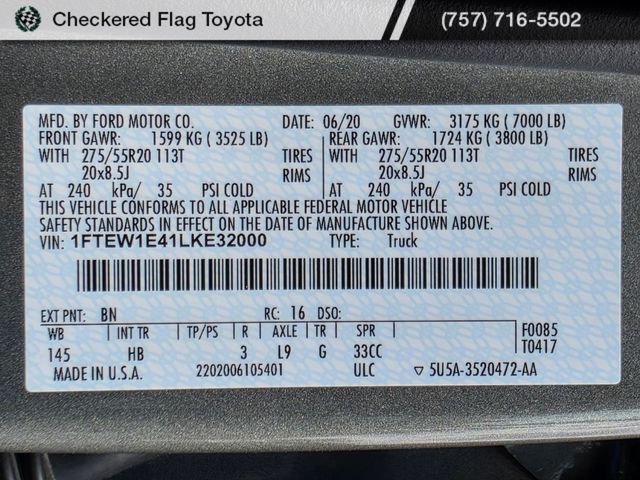 Checkered Flag Toyota (757) 716-5502
MFD. BY FORD MOTOR CO. DATE: 06/20 GVWR: 3175 KG ( 7000 LB)
FRONT GAWR: 1599 KG ( 3525 LB) REAR GAWR: 1724 KG ( 3800 LB)
WITH 275/55R20 113T TIRES WITH 275/55R20 113T TIRES
20x8.5J RIMS 20x8.5J RIMS
AT 240 kPa/ 35 PSI COLD AT 240 kPa/ 35 PSI COLD
THIS VEHICLE CONFORMS TO ALL APPLICABLE FEDERAL MOTOR VEHICLE
SAFETY STANDARDS IN EFFECT ON THE DATE OF MANUFACTURE SHOWN ABOVE.
VIN: 1FTEW1E41LKE32000 TYPE: Truck
EXT PNT: BN RC: 16 DSO:
WB INT TR TP/PS R AXLE TR SPR F0085
145 HB 3 L9 G 33CC T0417
MADE IN U.S.A. 2202006105401 ULC ▽ 5U5A-3520472-AA